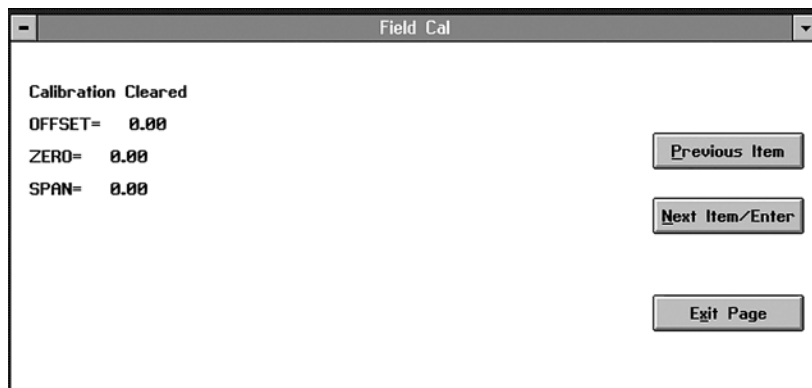 Field Cal
Calibration Cleared
OFFSET= 0.00
ZERO= 0.00
SPAN= 0.00
Previous Item
Next Item/Enter
Exit Page